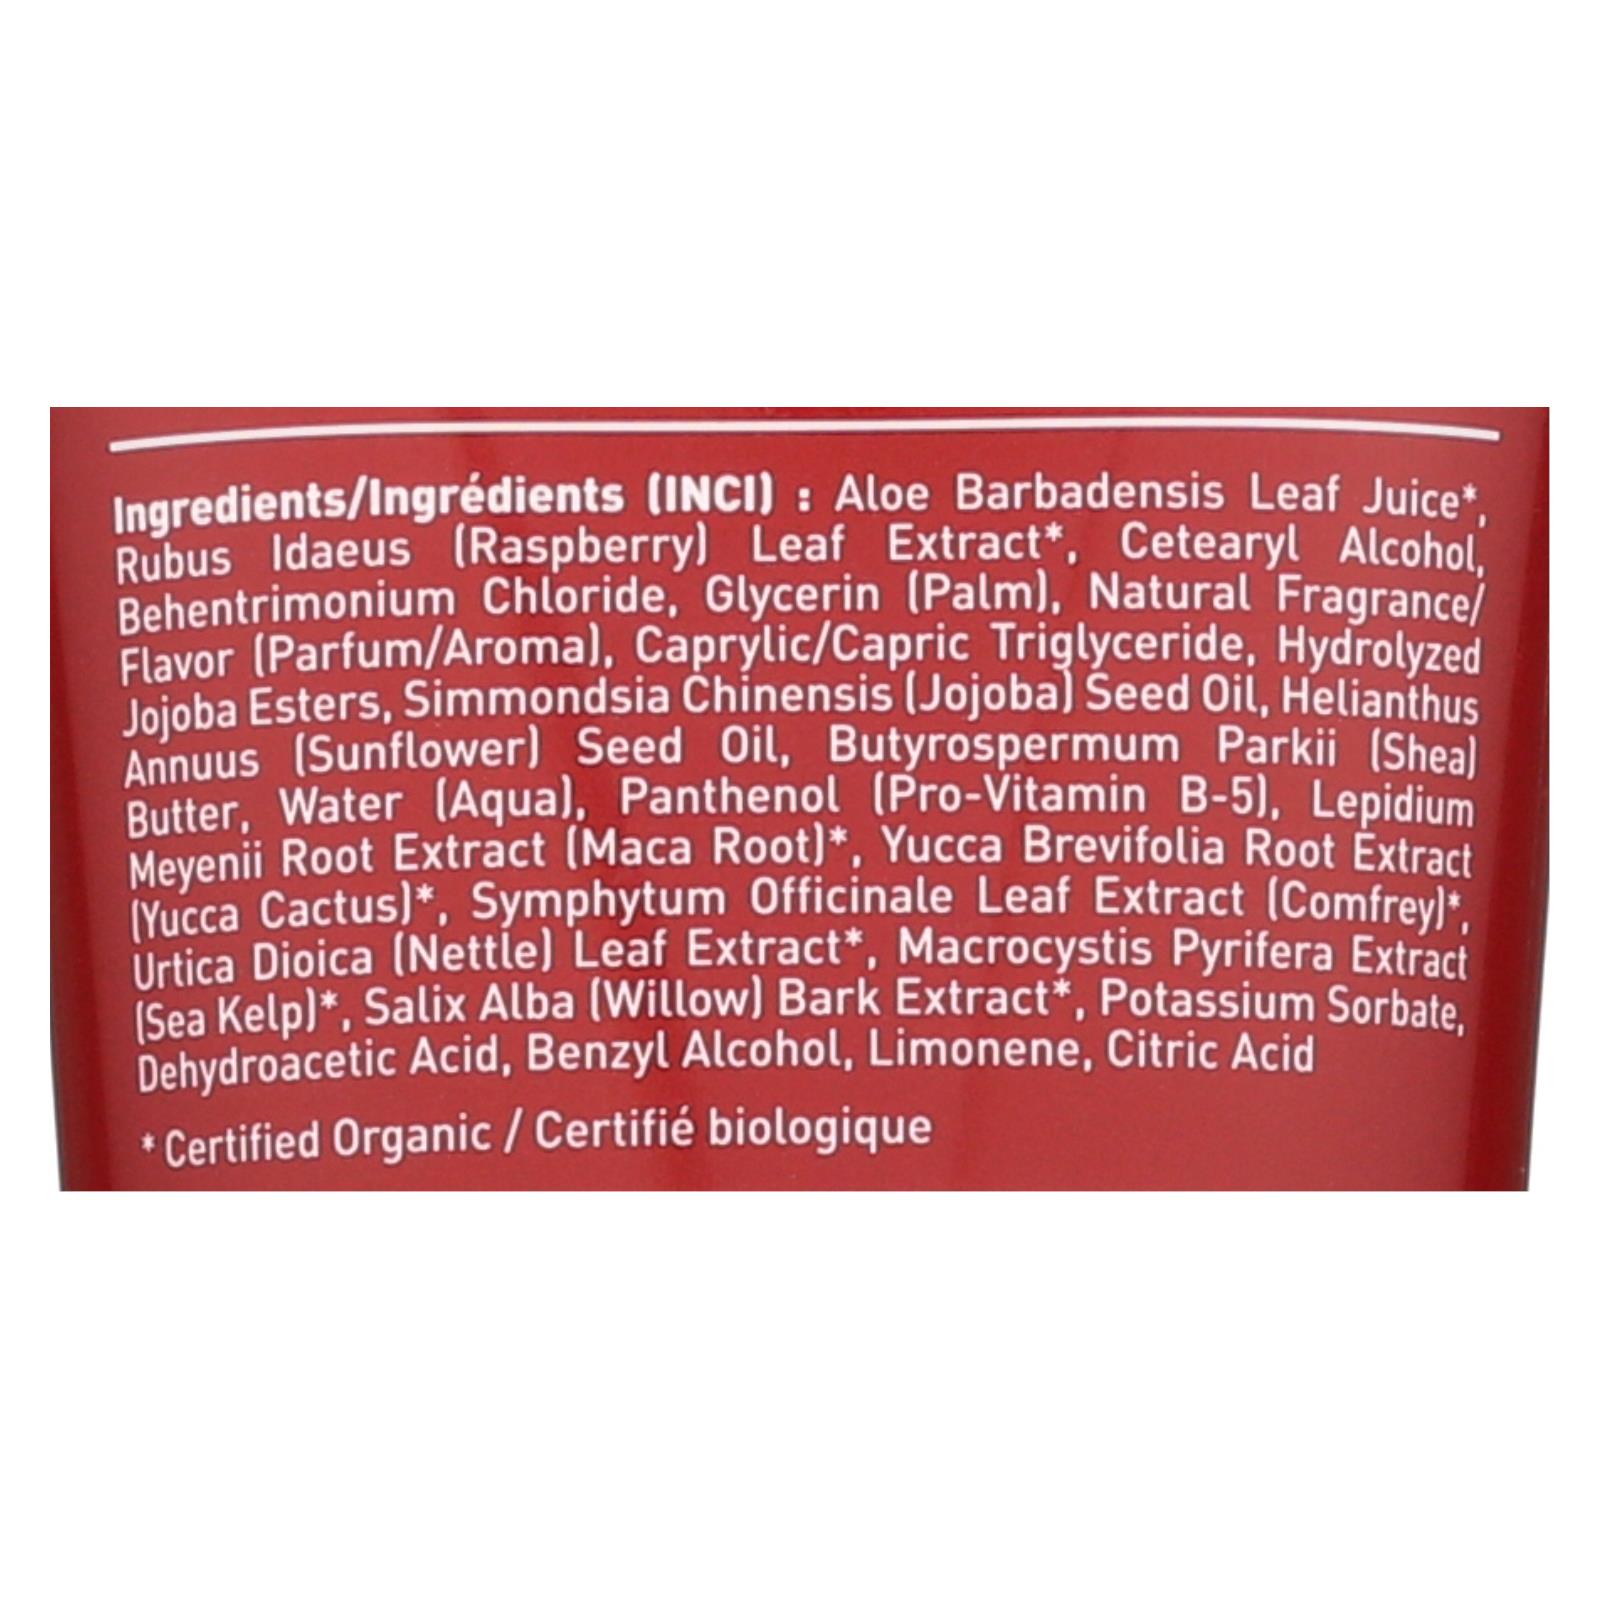 Ingredients/Ingrédients (INCI) : Aloe Barbadensis Leaf Juice*,
Rubus Idaeus (Raspberry) Leaf Extract*, Cetearyl Alcohol,
Behentrimonium Chloride, Glycerin (Palm), Natural Fragrance/
Flavor (Parfum/Aroma), Caprylic/Capric Triglyceride, Hydrolyzed
Jojoba Esters, Simmondsia Chinensis (Jojoba) Seed Oil, Helianthus
Annuus (Sunflower) Seed Oil, Butyrospermum Parkii (Shea)
Butter, Water (Aqua), Panthenol (Pro-Vitamin B-5), Lepidium
Meyenii Root Extract (Maca Root)*, Yucca Brevifolia Root Extract
(Yucca Cactus)*, Symphytum Officinale Leaf Extract (Comfrey)*,
Urtica Dioica (Nettle) Leaf Extract*, Macrocystis Pyrifera Extract
(Sea Kelp)*, Salix Alba (Willow) Bark Extract*, Potassium Sorbate,
Dehydroacetic Acid, Benzyl Alcohol, Limonene, Citric Acid
* Certified Organic / Certifié biologique